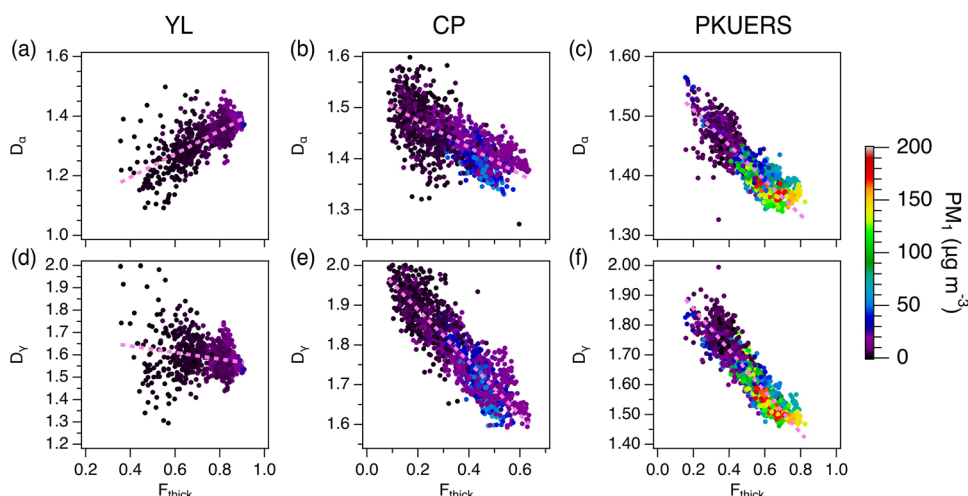 YL CP PKUERS
(a) (b) (c)
1.6
1.4
1.2
1.0
Dα
1.6
1.5
1.4
1.3
Dα
1.60
1.50
1.40
1.30
Dα
200
150
100
50
0
PM1 (μg m-3)
(d) (e) (f)
2.0
1.9
1.8
1.7
1.6
1.5
1.4
1.3
1.2
Dγ
0.2 0.4 0.6 0.8 1.0
Fthick
2.0
1.9
1.8
1.7
1.6
Dγ
0.0 0.2 0.4 0.6
Fthick
2.00
1.90
1.80
1.70
1.60
1.50
1.40
Dγ
0.0 0.2 0.4 0.6 0.8 1.0
Fthick